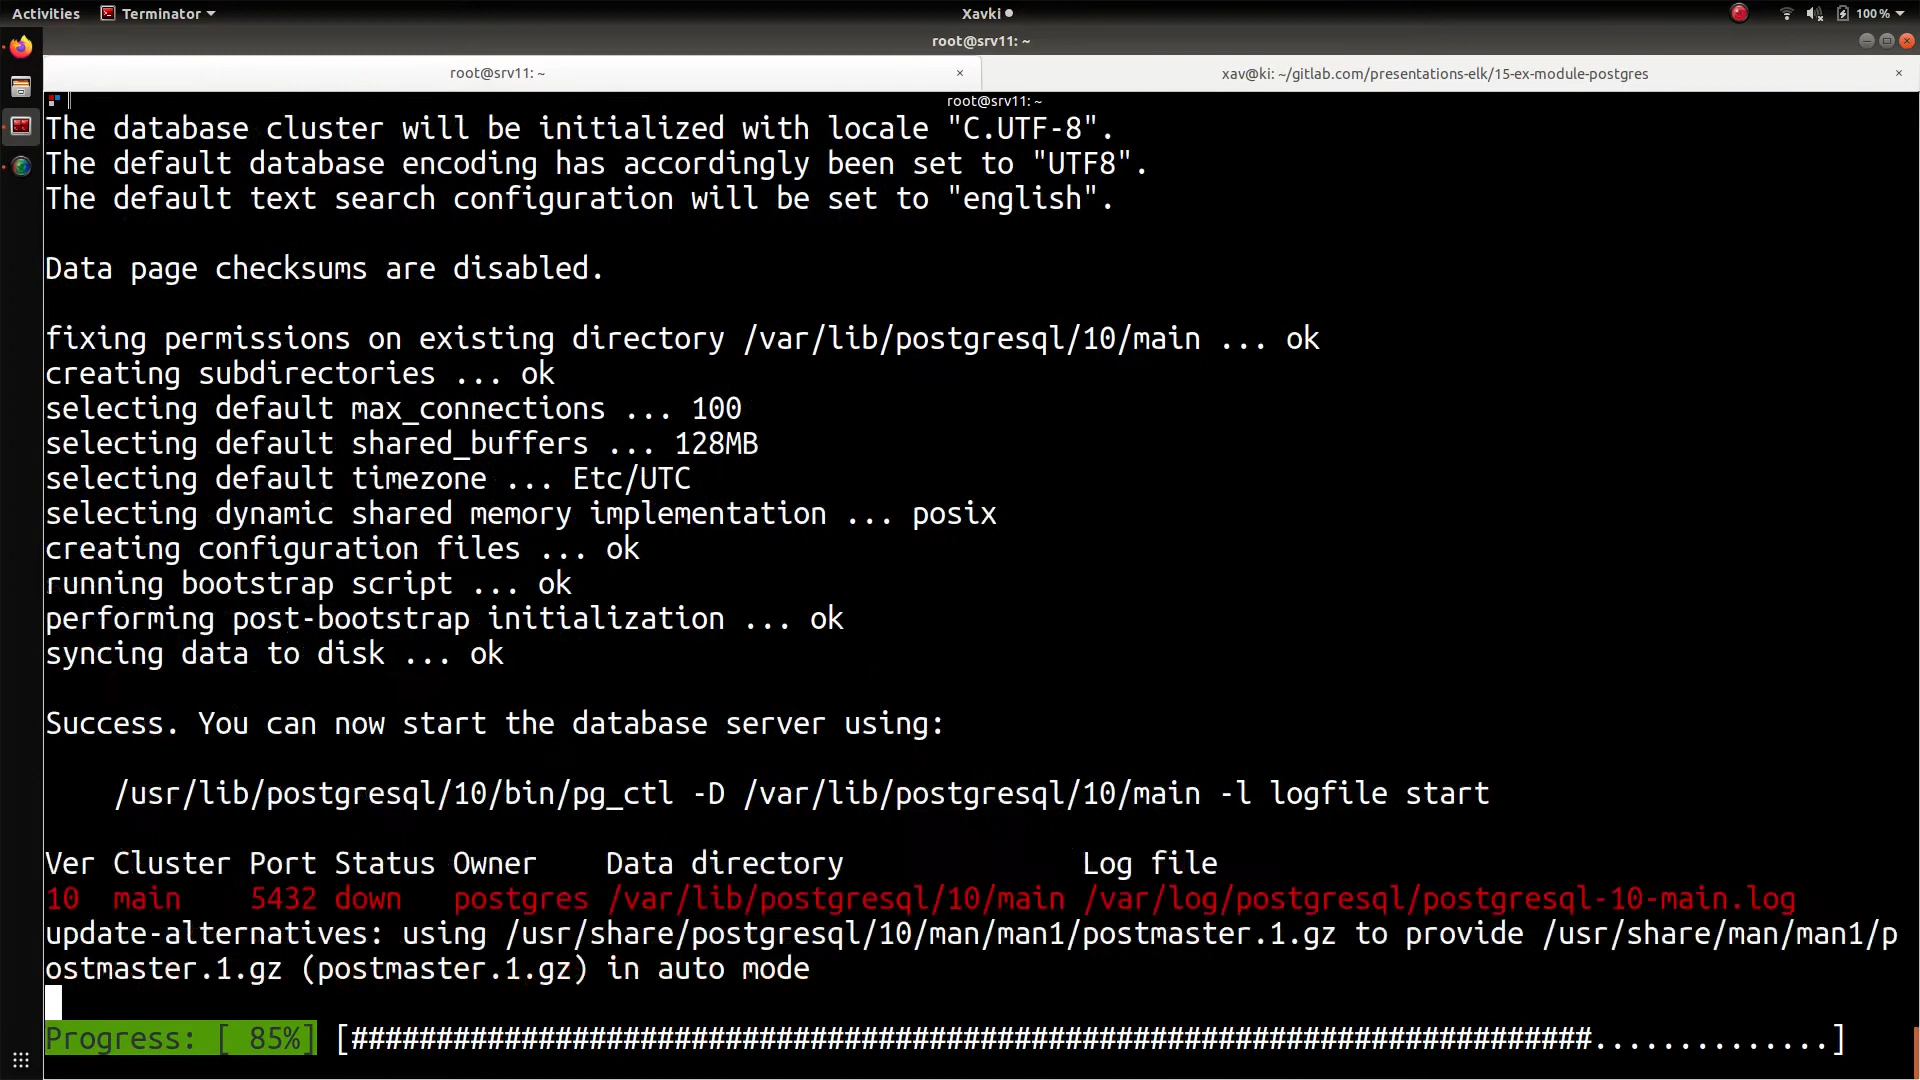 Activities Terminator Xavki 100 %
root@srv11: ~
root@srv11: ~ × xav@ki: ~/gitlab.com/presentations-elk/15-ex-module-postgres ×
root@srv11: ~
The database cluster will be initialized with locale "C.UTF-8".
The default database encoding has accordingly been set to "UTF8".
The default text search configuration will be set to "english".
Data page checksums are disabled.
fixing permissions on existing directory /var/lib/postgresql/10/main ... ok
creating subdirectories ... ok
selecting default max_connections ... 100
selecting default shared_buffers ... 128MB
selecting default timezone ... Etc/UTC
selecting dynamic shared memory implementation ... posix
creating configuration files ... ok
running bootstrap script ... ok
performing post-bootstrap initialization ... ok
syncing data to disk ... ok
Success. You can now start the database server using:
/usr/lib/postgresql/10/bin/pg_ctl -D /var/lib/postgresql/10/main -l logfile start
Ver Cluster Port Status Owner    Data directory              Log file
10  main    5432 down   postgres /var/lib/postgresql/10/main /var/log/postgresql/postgresql-10-main.log
update-alternatives: using /usr/share/postgresql/10/man/man1/postmaster.1.gz to provide /usr/share/man/man1/p
ostmaster.1.gz (postmaster.1.gz) in auto mode
Progress: [ 85%] [#########################################################################..............]